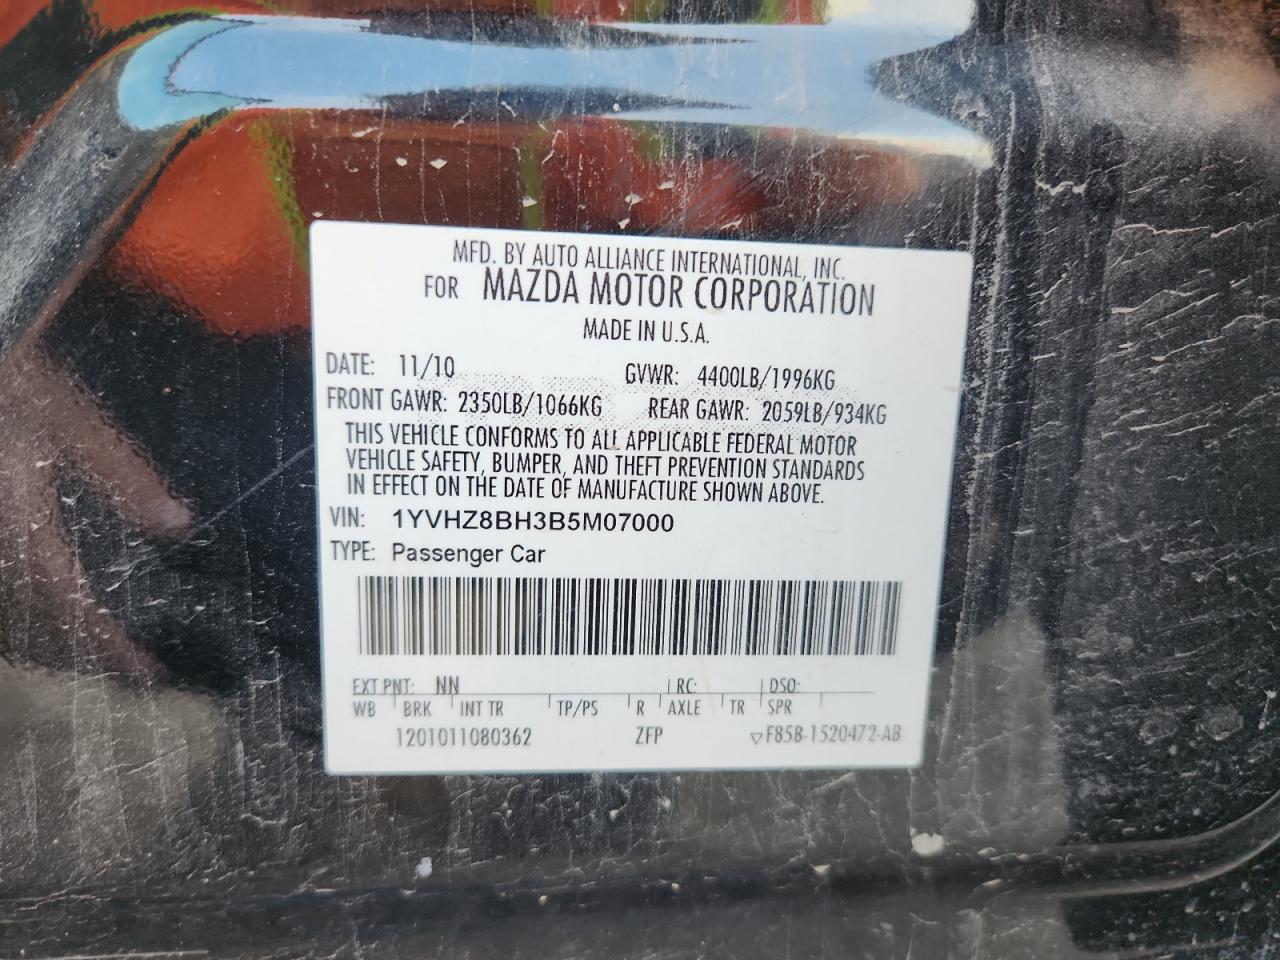 MFD. BY AUTO ALLIANCE INTERNATIONAL, INC.
FOR MAZDA MOTOR CORPORATION
MADE IN U.S.A.
DATE: 11/10 GVWR: 4400LB/1996KG
FRONT GAWR: 2350LB/1066KG REAR GAWR: 2059LB/934KG
THIS VEHICLE CONFORMS TO ALL APPLICABLE FEDERAL MOTOR
VEHICLE SAFETY, BUMPER, AND THEFT PREVENTION STANDARDS
IN EFFECT ON THE DATE OF MANUFACTURE SHOWN ABOVE.
VIN: 1YVHZ8BH3B5M07000
TYPE: Passenger Car
EXT PNT: NN RC: DSO:
WB BRK INT TR TP/PS R AXLE TR SPR
1201011080362 ZFP ▽F85B-1520472-AB